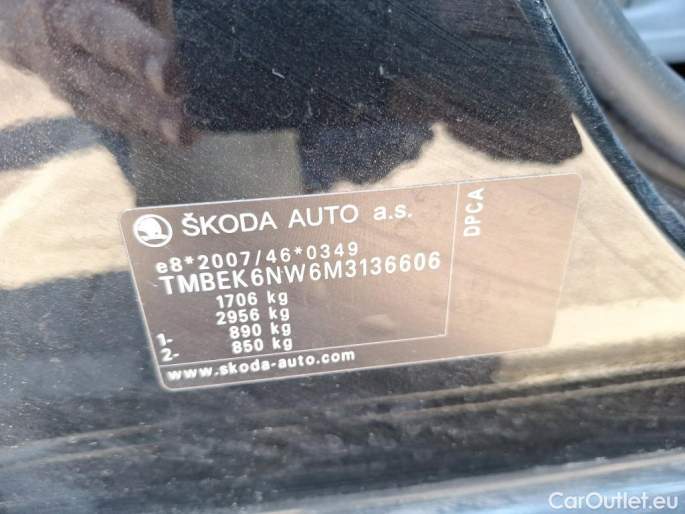 ŠKODA AUTO a.s.
e8*2007/46*0349
TMBEK6NW6M3136606
1706 kg
2956 kg
1- 890 kg
2- 850 kg
www.skoda-auto.com
DPCA
CarOutlet.eu